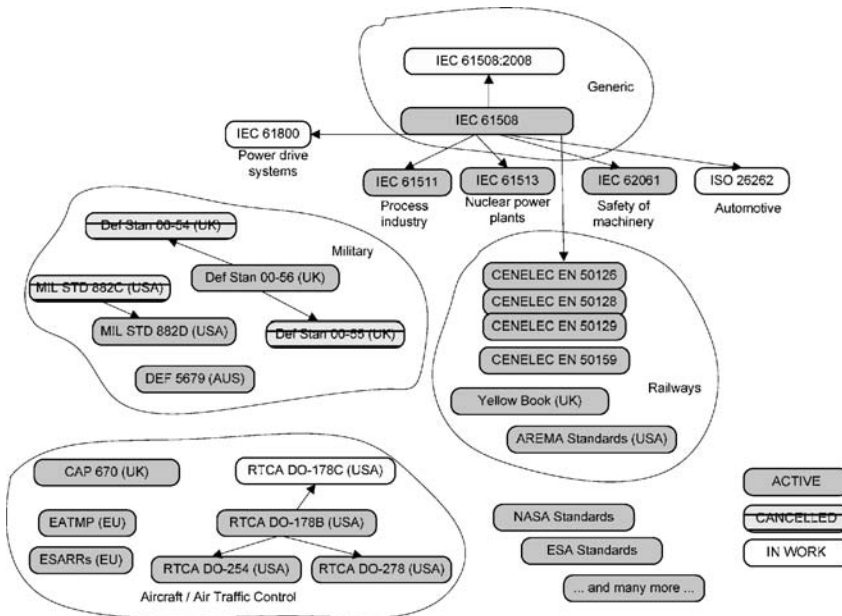 IEC 61508:2008
Generic
IEC 61508
IEC 61800
Power drive
systems
IEC 61511
Process
industry
IEC 61513
Nuclear power
plants
IEC 62061
Safety of
machinery
ISO 26262
Automotive
Def Stan 00-54 (UK)
Military
Def Stan 00-56 (UK)
MIL STD 882C (USA)
MIL STD 882D (USA)
Def Stan 00-55 (UK)
DEF 5679 (AUS)
CENELEC EN 50126
CENELEC EN 50128
CENELEC EN 50129
CENELEC EN 50159
Railways
Yellow Book (UK)
AREMA Standards (USA)
CAP 670 (UK)
RTCA DO-178C (USA)
EATMP (EU)
RTCA DO-178B (USA)
ESARRs (EU)
RTCA DO-254 (USA)
RTCA DO-278 (USA)
Aircraft / Air Traffic Control
NASA Standards
ESA Standards
... and many more ...
ACTIVE
CANCELLED
IN WORK